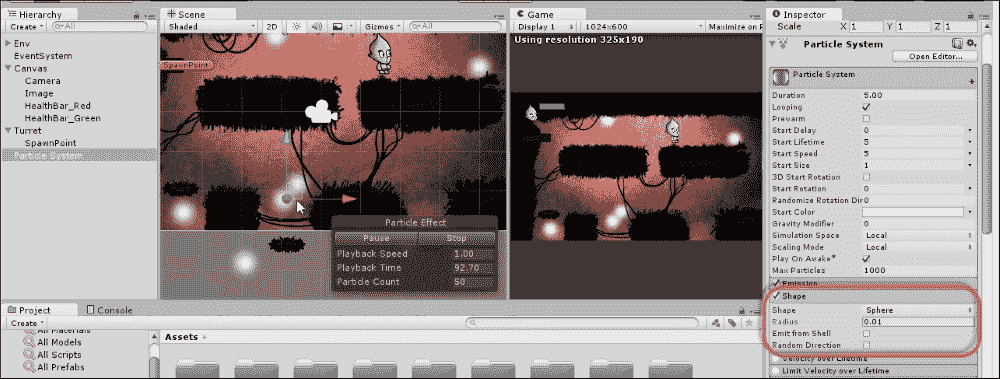 Hierarchy
Create
All
Env
EventSystem
Canvas
Camera
Image
HealthBar_Red
HealthBar_Green
Turret
SpawnPoint
Particle System
Scene
Shaded
2D
Gizmos
All
SpawnPoint
Particle Effect
Pause Stop
Playback Speed 1.00
Playback Time 92.70
Particle Count 50
Game
Display 1 1024x600 Maximize on P
Using resolution 325x190
Inspector
Scale X 1 Y 1 Z 1
Particle System
Open Editor...
Particle System
Duration 5.00
Looping
Prewarm
Start Delay 0
Start Lifetime 5
Start Speed 5
Start Size 1
3D Start Rotation
Start Rotation 0
Randomize Rotation Dir 0
Start Color
Gravity Modifier 0
Simulation Space Local
Scaling Mode Local
Play On Awake*
Max Particles 1000
Emission
Shape
Shape Sphere
Radius 0.01
Emit from Shell
Random Direction
Velocity over Lifetime
Limit Velocity over Lifetime
Project Console
Create
All Materials
All Models
All Scripts
All Prefabs
Assets